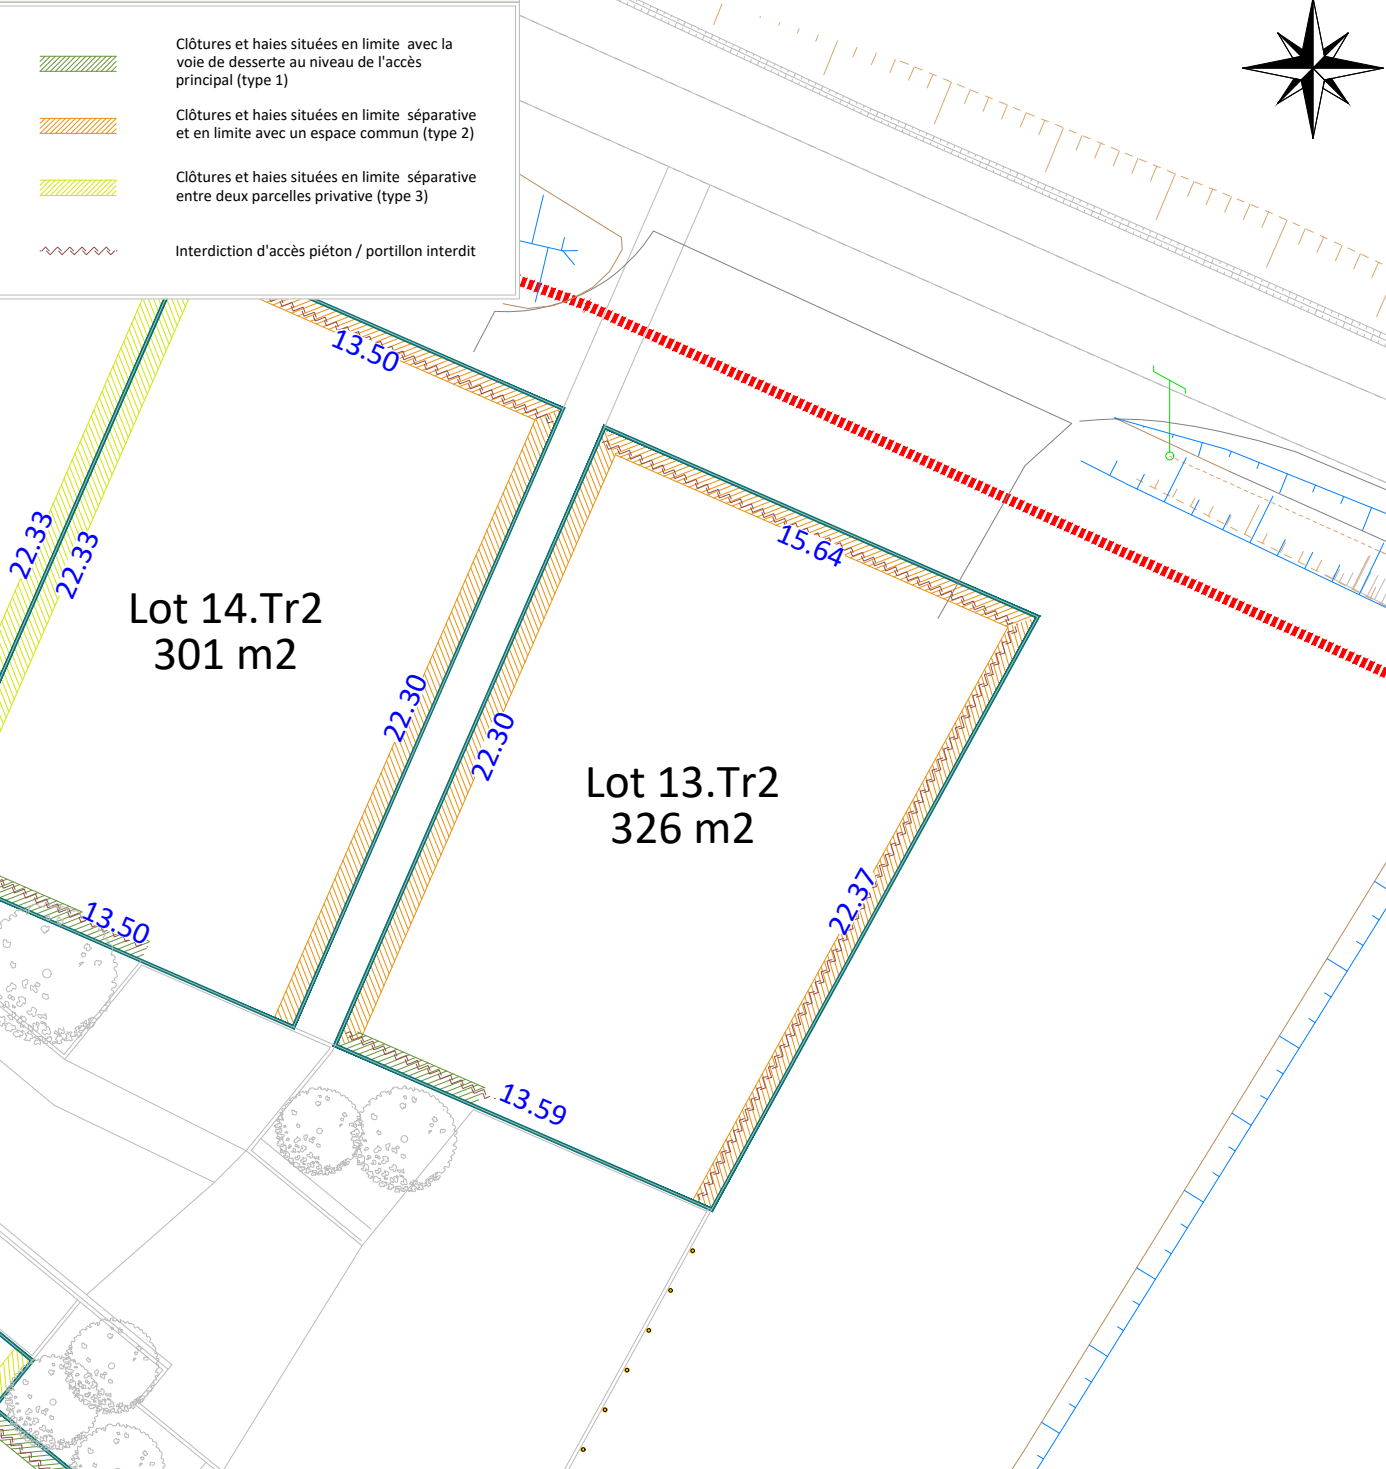 Clôtures et haies situées en limite avec la
voie de desserte au niveau de l'accès
principal (type 1)
Clôtures et haies situées en limite séparative
et en limite avec un espace commun (type 2)
Clôtures et haies situées en limite séparative
entre deux parcelles privative (type 3)
Interdiction d'accès piéton / portillon interdit
13.50
22.33
22.33
15.64
Lot 14.Tr2
301 m2
22.30
22.30
Lot 13.Tr2
326 m2
22.37
13.50
13.59